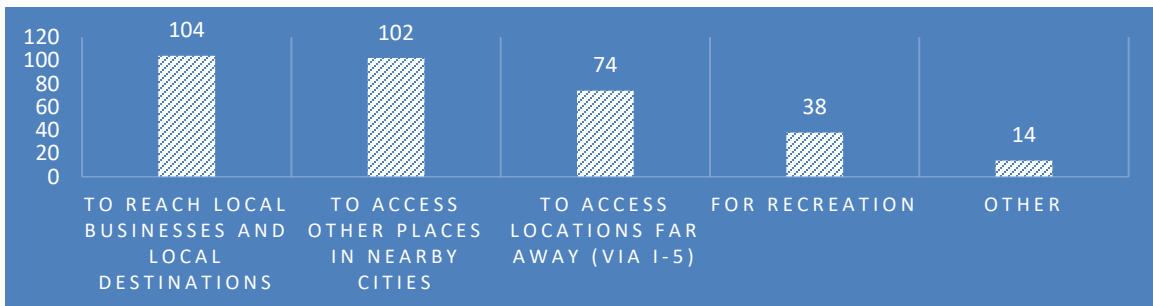 104
102
74
38
14
120
100
80
60
40
20
0
TO REACH LOCAL
BUSINESSES AND
LOCAL
DESTINATIONS
TO ACCESS
OTHER PLACES
IN NEARBY
CITIES
TO ACCESS
LOCATIONS FAR
AWAY (VIA I-5)
FOR RECREATION
OTHER